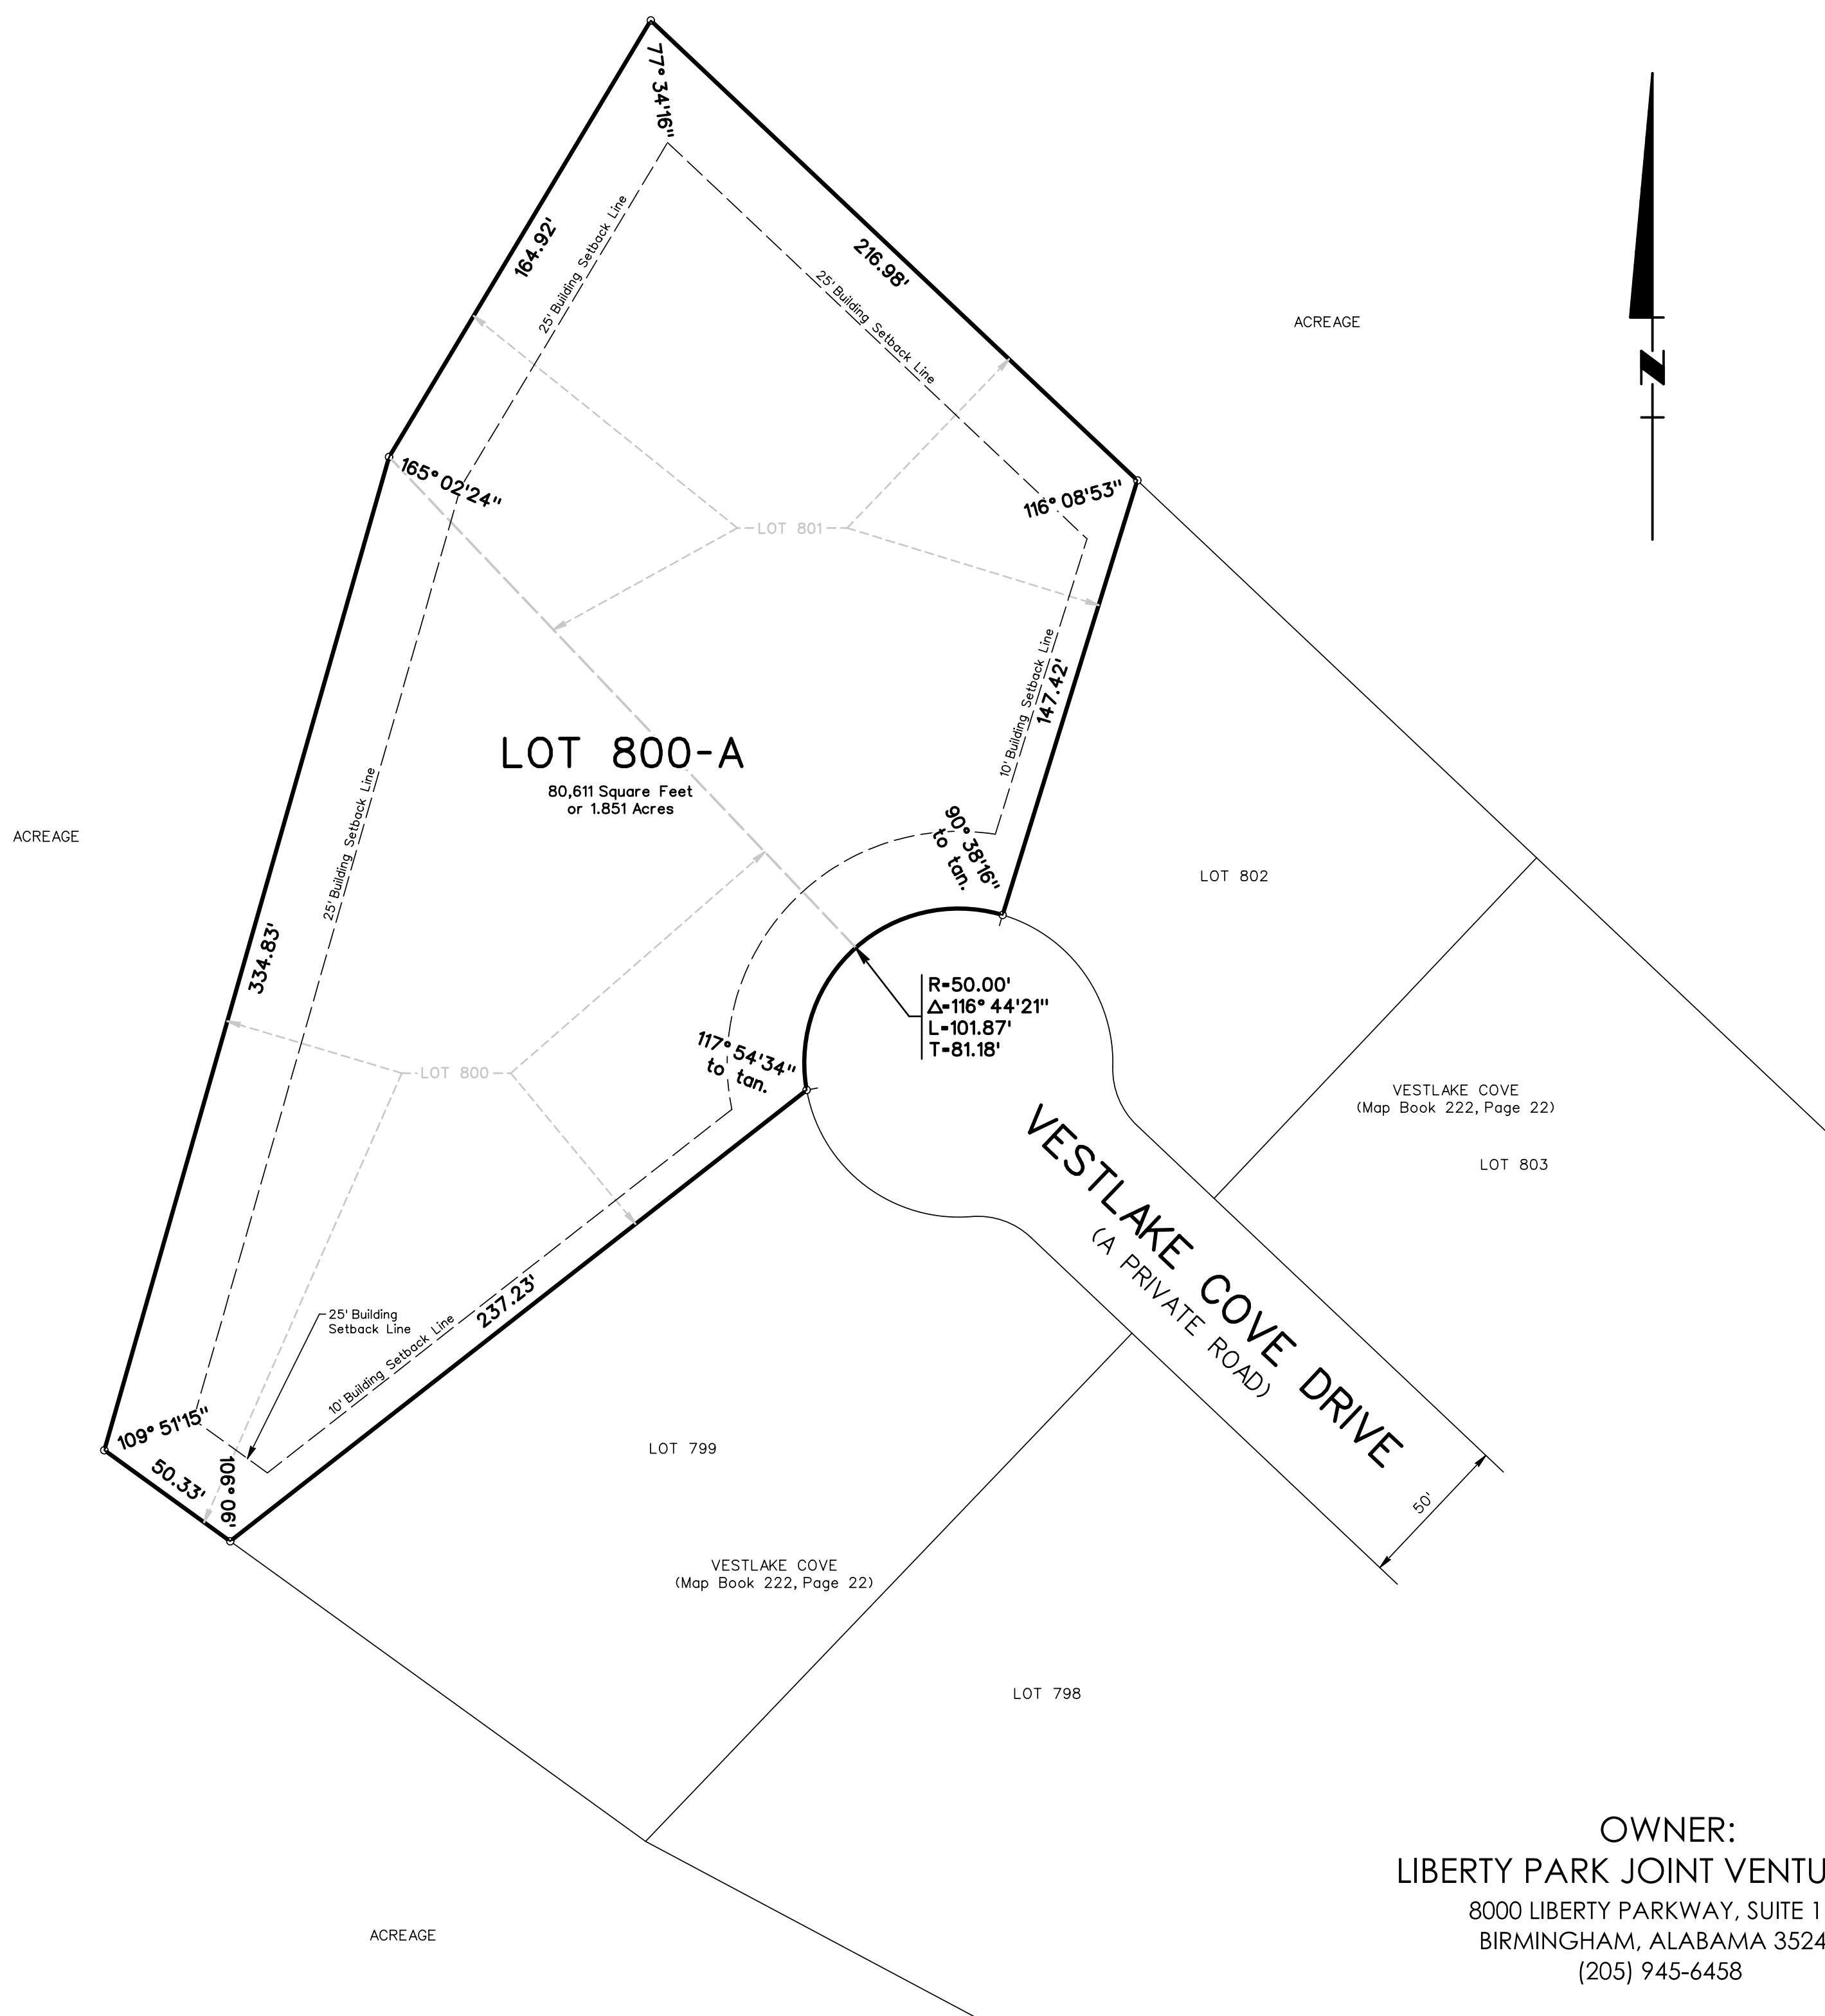 77° 34'16"
164.92'
25' Building Setback Line
216.98'
25' Building Setback Line
ACREAGE
N
165° 02'24"
116° 08'53"
LOT 801
10' Building Setback Line
147.42'
LOT 800-A
80,611 Square Feet
or 1.851 Acres
ACREAGE
25' Building Setback Line
334.83'
90° 38'16"
to tan.
LOT 802
R=50.00'
Δ=116° 44'21"
L=101.87'
T=81.18'
117° 54'34"
to tan.
LOT 800
VESTLAKE COVE
(Map Book 222, Page 22)
LOT 803
VESTLAKE COVE DRIVE
(A PRIVATE ROAD)
50'
25' Building
Setback Line
237.23'
10' Building Setback Line
109° 51'15"
50.33'
106° 06'
LOT 799
VESTLAKE COVE
(Map Book 222, Page 22)
LOT 798
ACREAGE
OWNER:
LIBERTY PARK JOINT VENTU
8000 LIBERTY PARKWAY, SUITE 1
BIRMINGHAM, ALABAMA 3524
(205) 945-6458